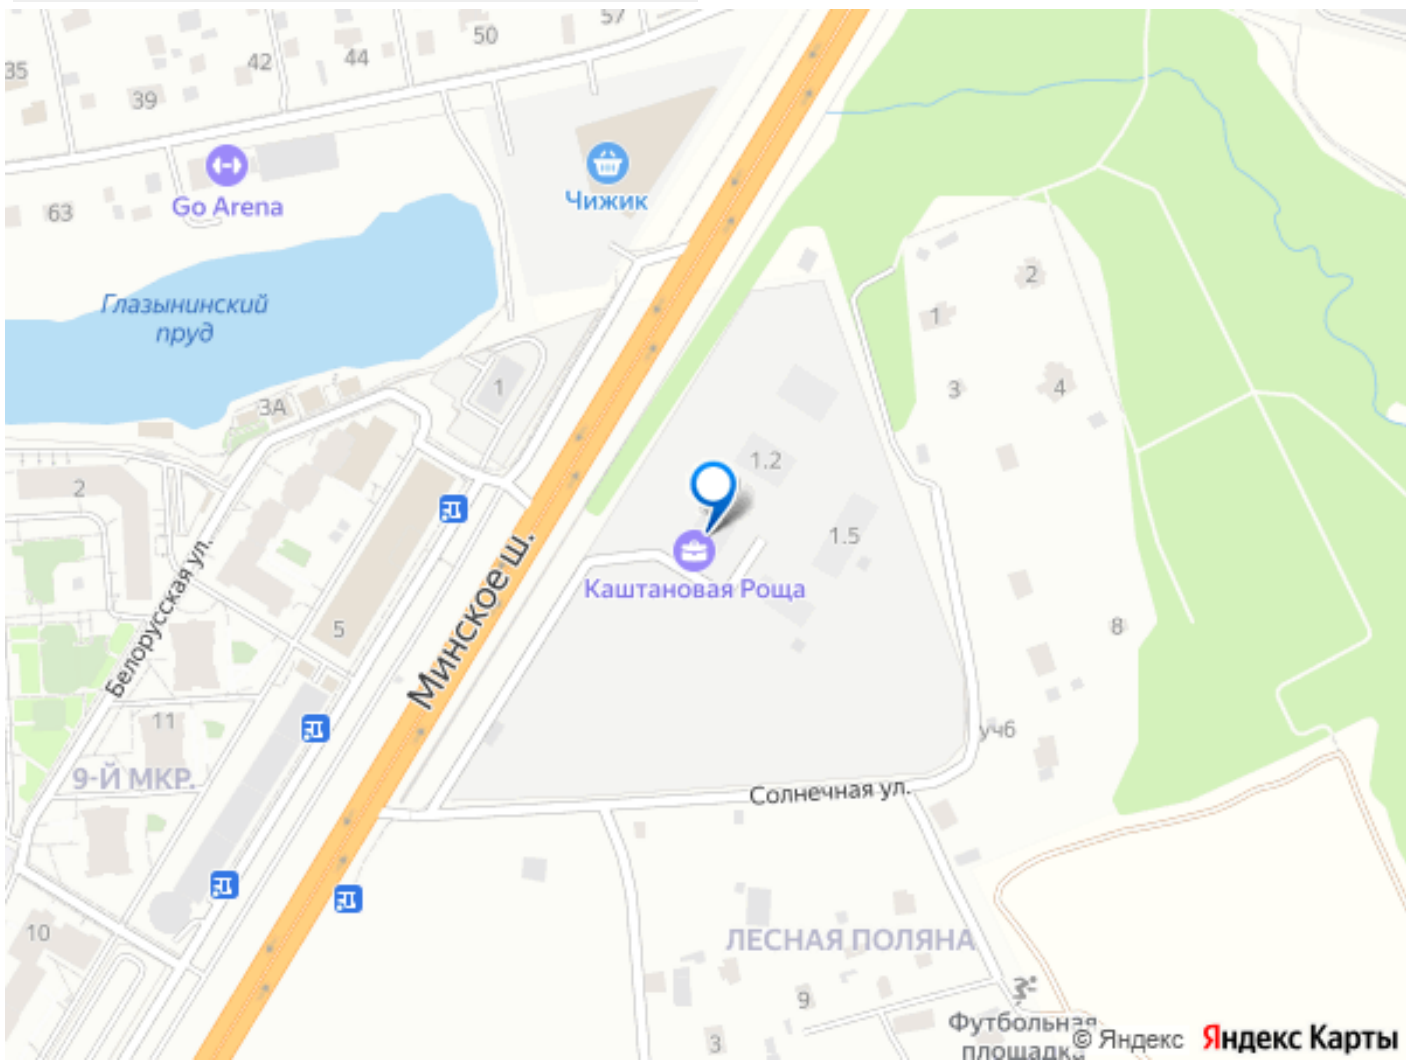 57
50
42
44
35
39
63
Go Arena
Чижик
Глазынинский
пруд
2
1
3
4
1
3А
2
1.2
1.5
Каштановая Роща
Минское ш.
Белорусская ул.
5
8
11
уч6
9-Й МКР.
Солнечная ул.
10
ЛЕСНАЯ ПОЛЯНА
9
3
Футбольная
площадка
© Яндекс
Яндекс Карты